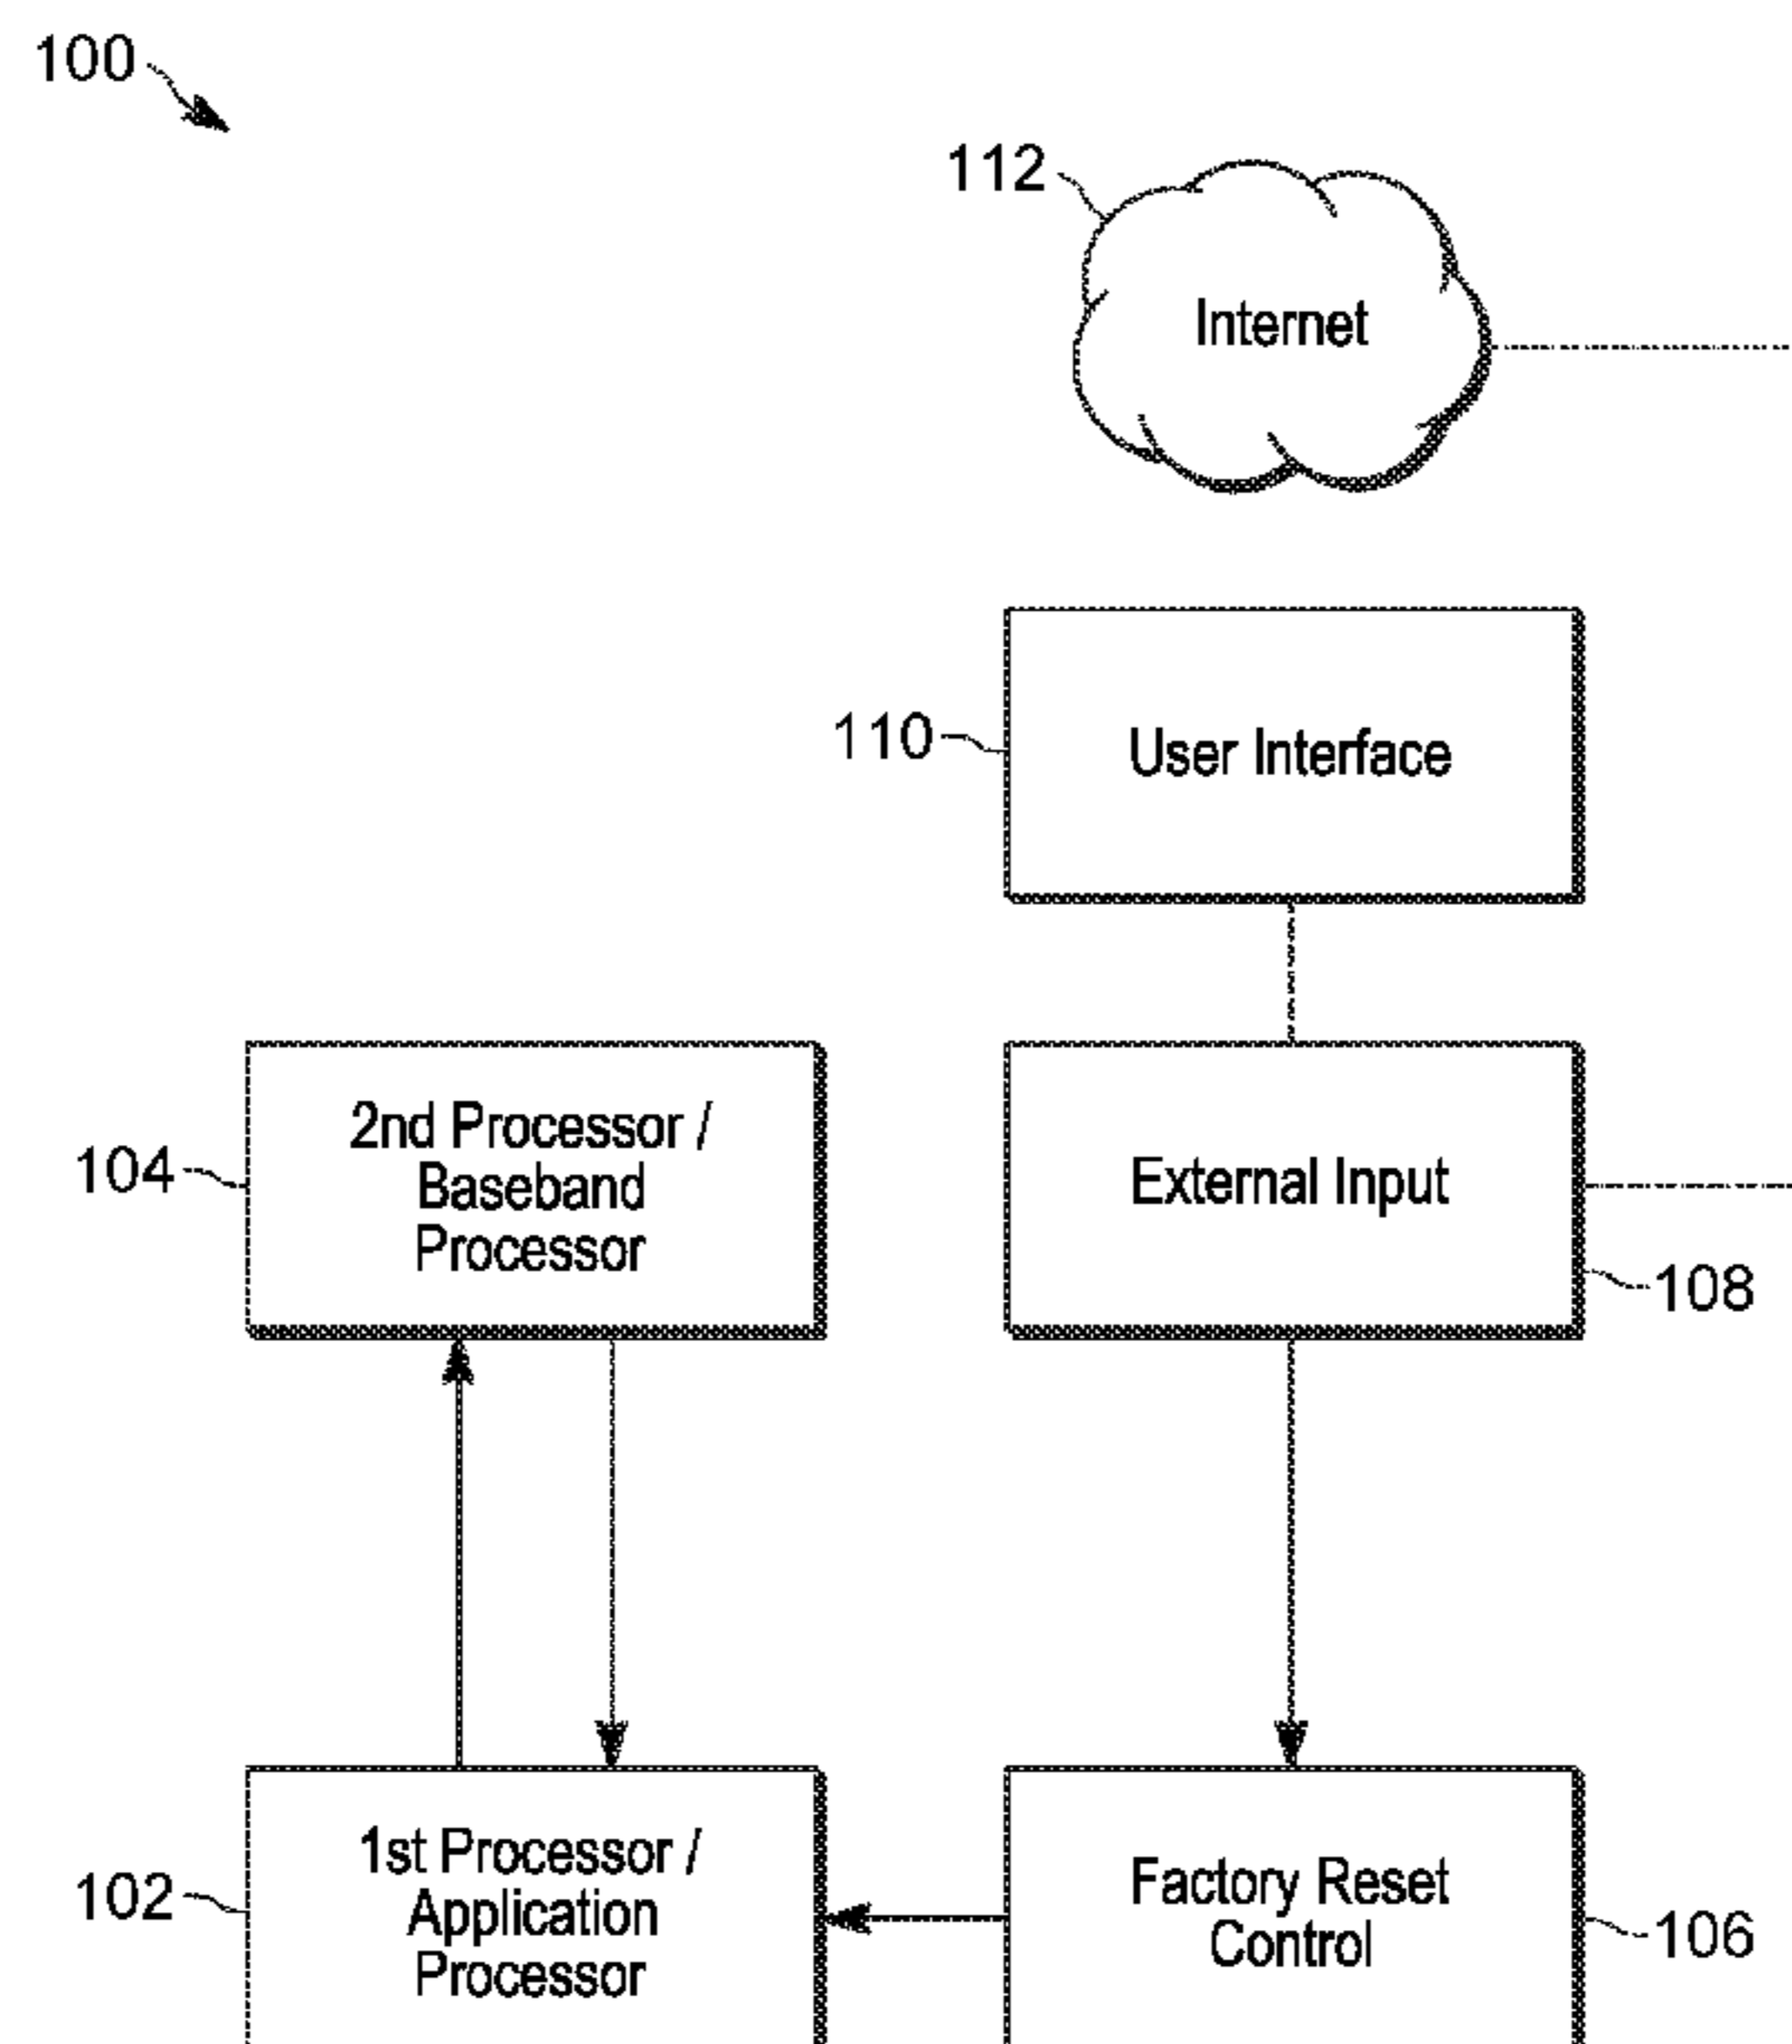 100
112
Internet
110
User Interface
2nd Processor /
Baseband
Processor
104
External Input
108
1st Processor /
Application
Processor
102
Factory Reset
Control
106